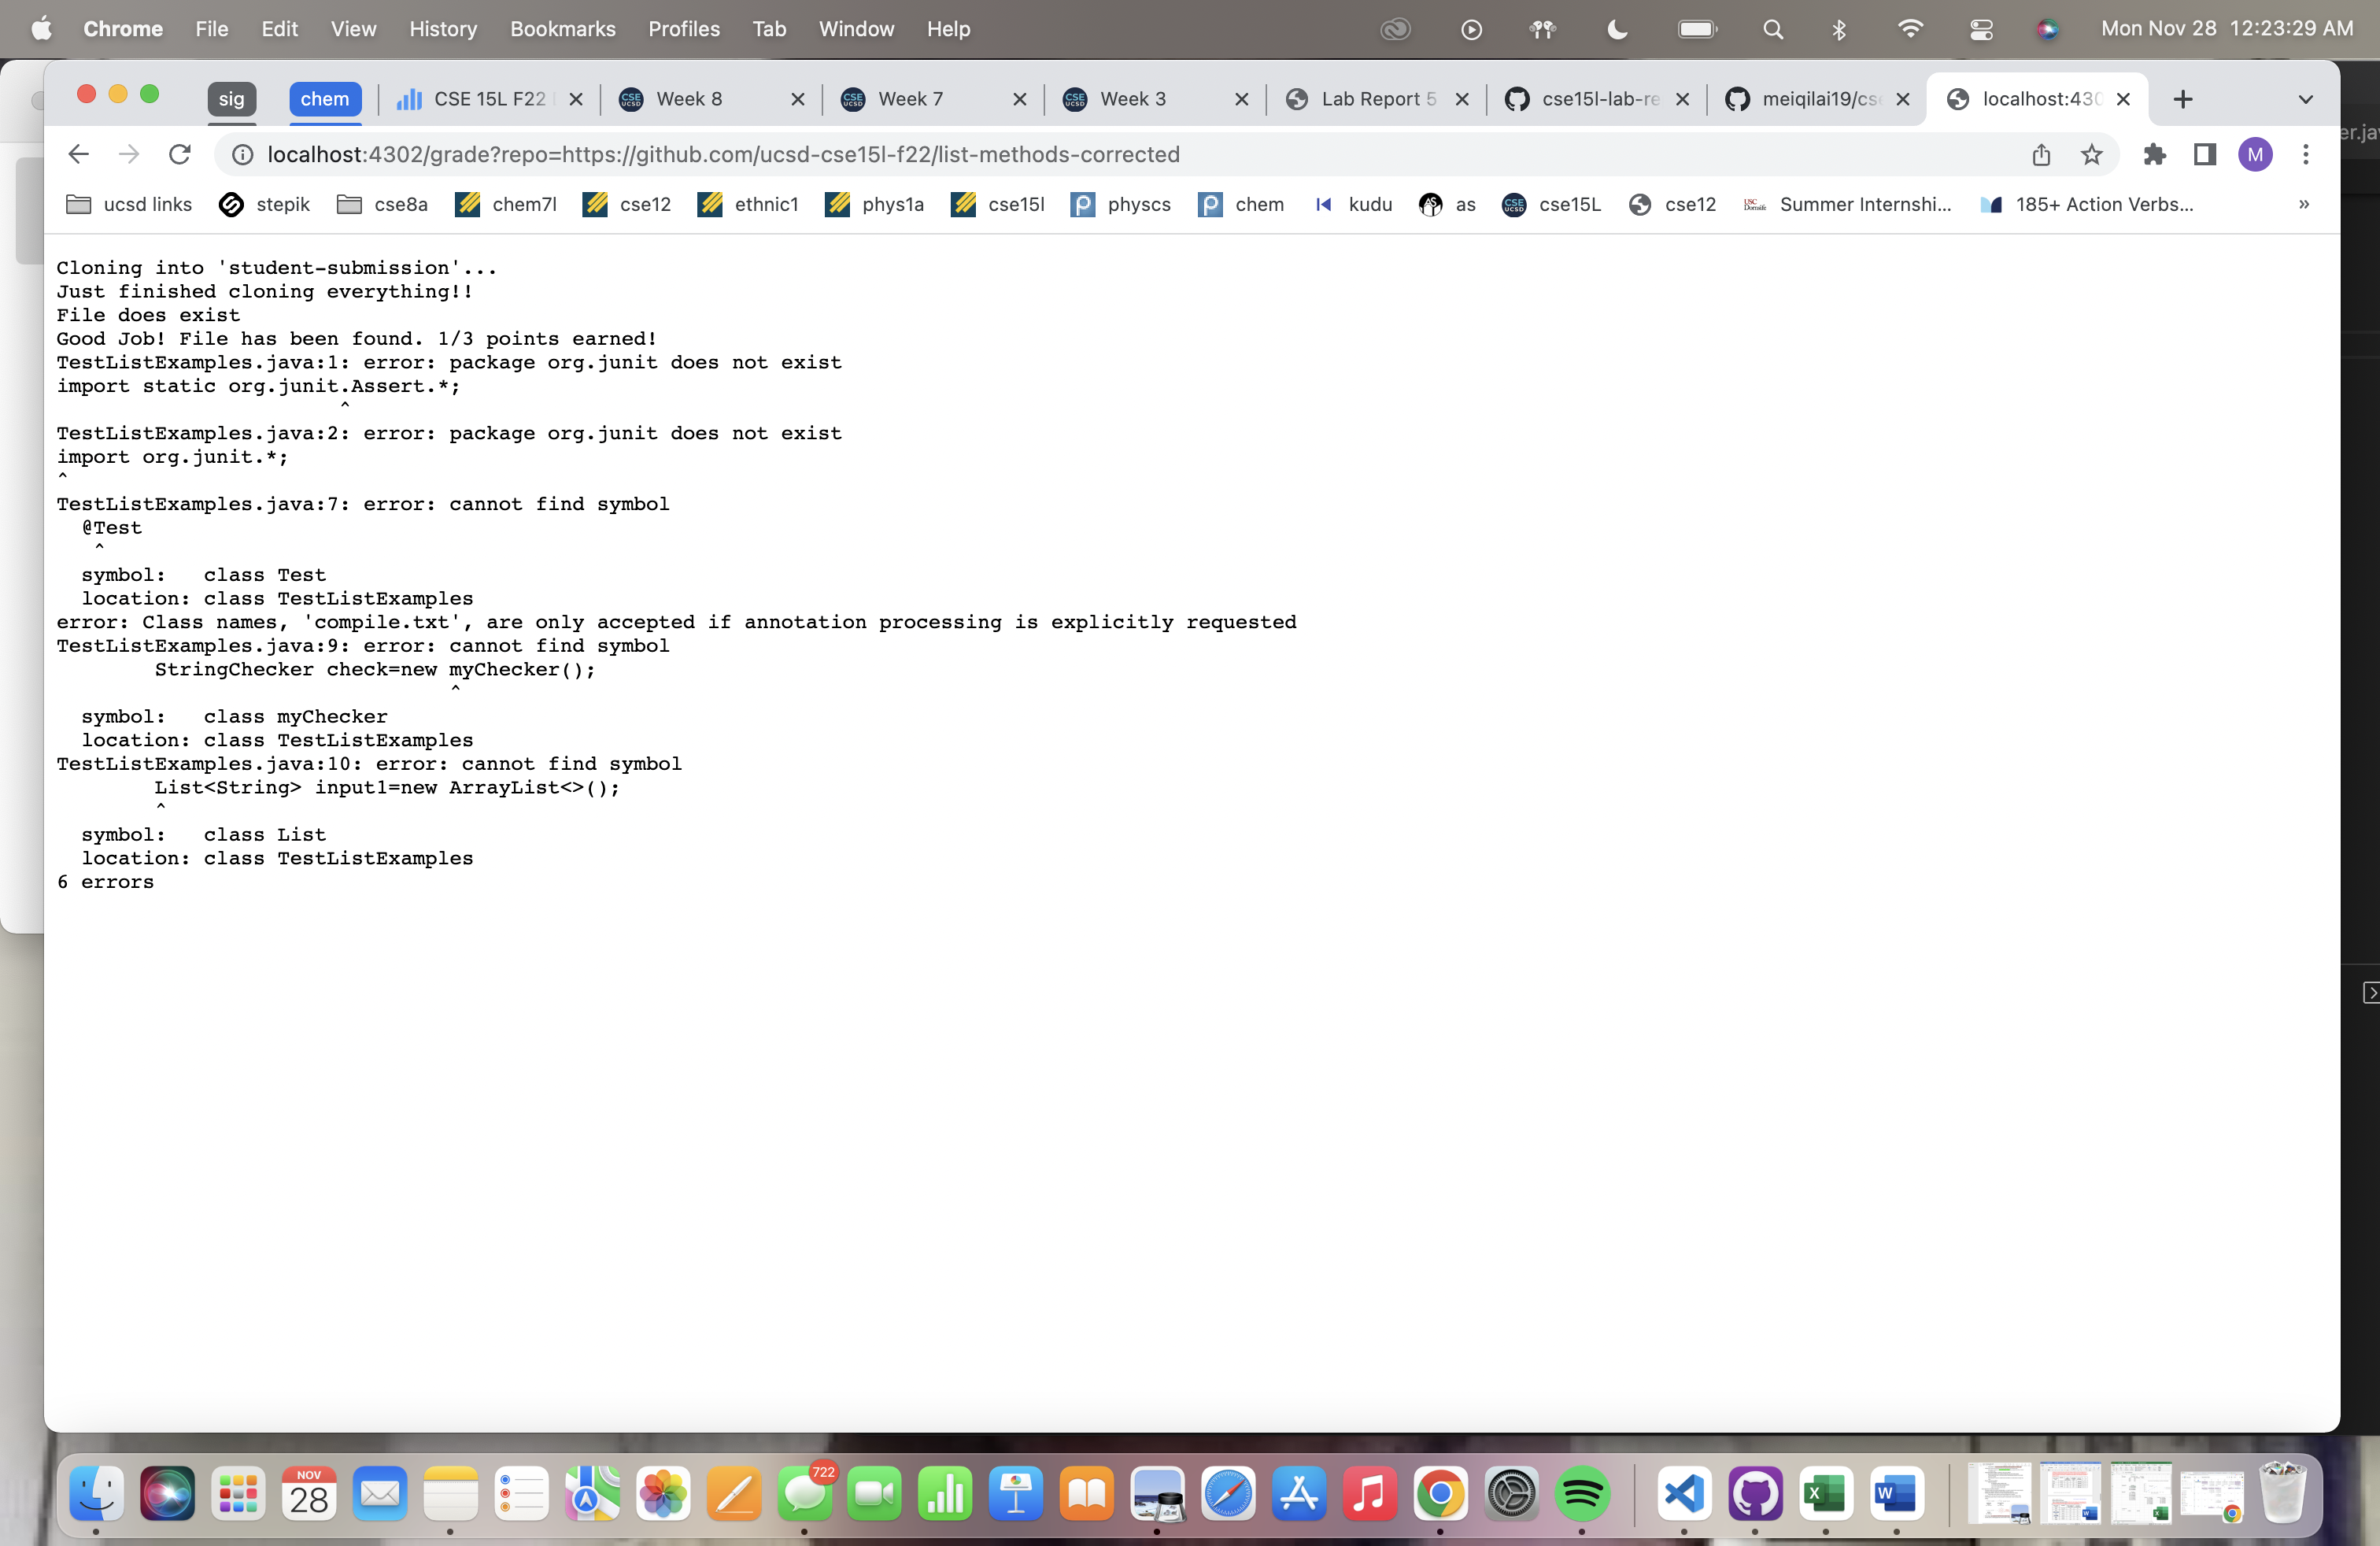 Chrome File Edit View History Bookmarks Profiles Tab Window Help Mon Nov 28 12:23:29 AM
sig chem CSE 15L F22 Week 8 Week 7 Week 3 Lab Report 5 cse15l-lab-re meiqilai19/cse localhost:430
er.ja
localhost:4302/grade?repo=https://github.com/ucsd-cse15l-f22/list-methods-corrected M
ucsd links stepik cse8a chem7l cse12 ethnic1 phys1a cse15l physcs chem kudu as cse15L cse12 Summer Internshi... 185+ Action Verbs... »
Cloning into 'student-submission'...
Just finished cloning everything!!
File does exist
Good Job! File has been found. 1/3 points earned!
TestListExamples.java:1: error: package org.junit does not exist
import static org.junit.Assert.*;
^
TestListExamples.java:2: error: package org.junit does not exist
import org.junit.*;
^
TestListExamples.java:7: error: cannot find symbol
@Test
^
symbol: class Test
location: class TestListExamples
error: Class names, 'compile.txt', are only accepted if annotation processing is explicitly requested
TestListExamples.java:9: error: cannot find symbol
StringChecker check=new myChecker();
^
symbol: class myChecker
location: class TestListExamples
TestListExamples.java:10: error: cannot find symbol
List<String> input1=new ArrayList<>();
^
symbol: class List
location: class TestListExamples
6 errors
NOV
28
722